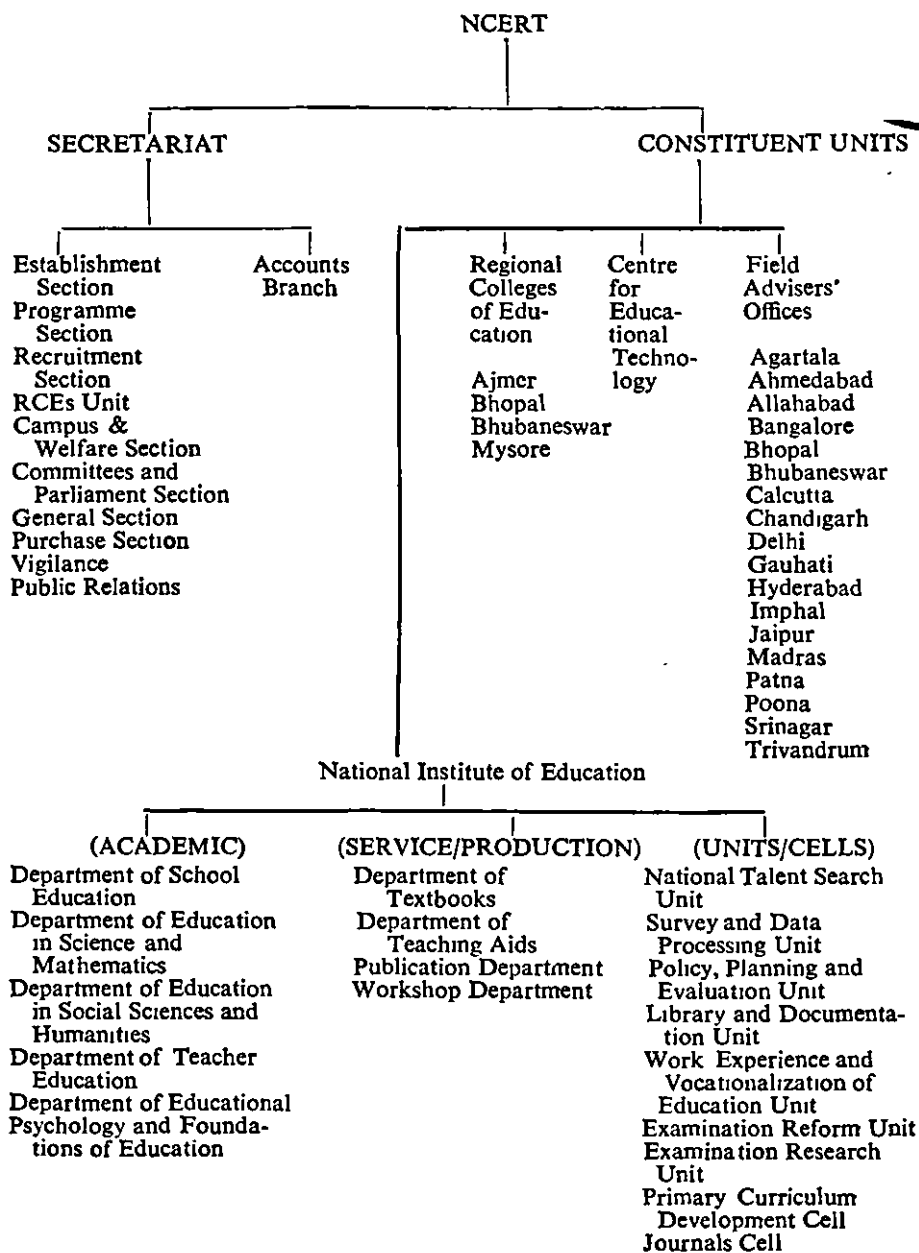 NCERT
SECRETARIAT
CONSTITUENT UNITS
Establishment
Section
Programme
Section
Recruitment
Section
RCEs Unit
Campus &
Welfare Section
Committees and
Parliament Section
General Section
Purchase Section
Vigilance
Public Relations
Accounts
Branch
Regional
Colleges
of Edu-
cation
Ajmer
Bhopal
Bhubaneswar
Mysore
Centre
for
Educa-
tional
Techno-
logy
Field
Advisers'
Offices
Agartala
Ahmedabad
Allahabad
Bangalore
Bhopal
Bhubaneswar
Calcutta
Chandigarh
Delhi
Gauhati
Hyderabad
Imphal
Jaipur
Madras
Patna
Poona
Srinagar
Trivandrum
National Institute of Education
(ACADEMIC)
Department of School
Education
Department of Education
in Science and
Mathematics
Department of Education
in Social Sciences and
Humanities
Department of Teacher
Education
Department of Educational
Psychology and Founda-
tions of Education
(SERVICE/PRODUCTION)
Department of
Textbooks
Department of
Teaching Aids
Publication Department
Workshop Department
(UNITS/CELLS)
National Talent Search
Unit
Survey and Data
Processing Unit
Policy, Planning and
Evaluation Unit
Library and Documenta-
tion Unit
Work Experience and
Vocationalization of
Education Unit
Examination Reform Unit
Examination Research
Unit
Primary Curriculum
Development Cell
Journals Cell